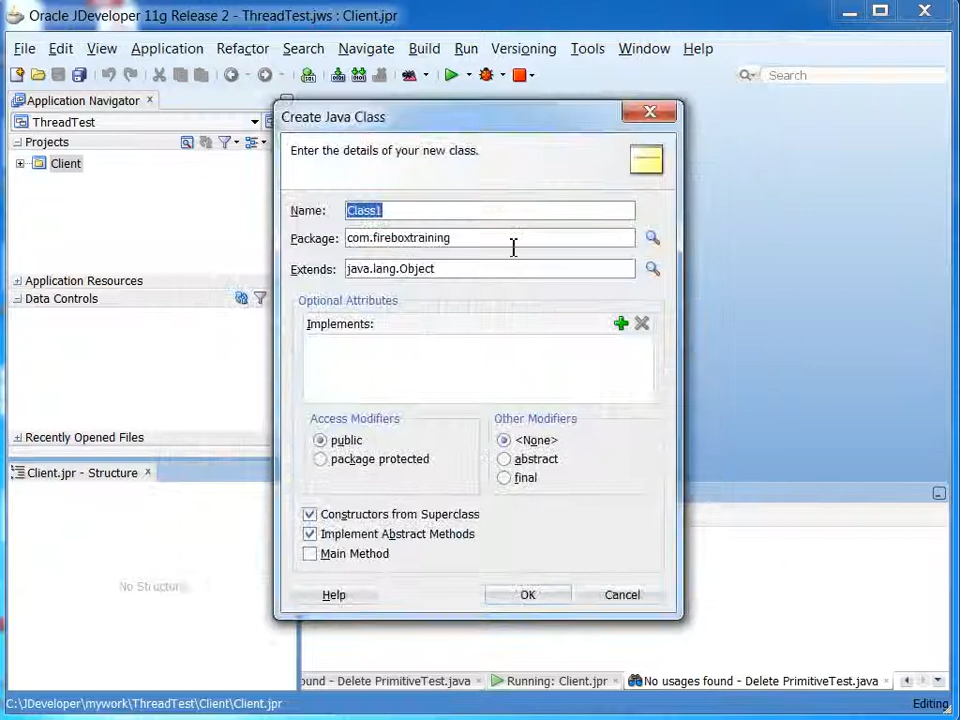 Oracle JDeveloper 11g Release 2 - ThreadTest.jws : Client.jpr
File Edit View Application Refactor Search Navigate Build Run Versioning Tools Window Help
Search
Application Navigator
ThreadTest
Projects
Client
Application Resources
Data Controls
Recently Opened Files
Client.jpr - Structure
No Structure
Create Java Class
Enter the details of your new class.
Name: Class1
Package: com.fireboxtraining
Extends: java.lang.Object
Optional Attributes
Implements:
Access Modifiers
public
package protected
Other Modifiers
<None>
abstract
final
Constructors from Superclass
Implement Abstract Methods
Main Method
Help OK Cancel
ound - Delete PrimitiveTest.java Running: Client.jpr No usages found - Delete PrimitiveTest.java
C:\JDeveloper\mywork\ThreadTest\Client\Client.jpr Editing